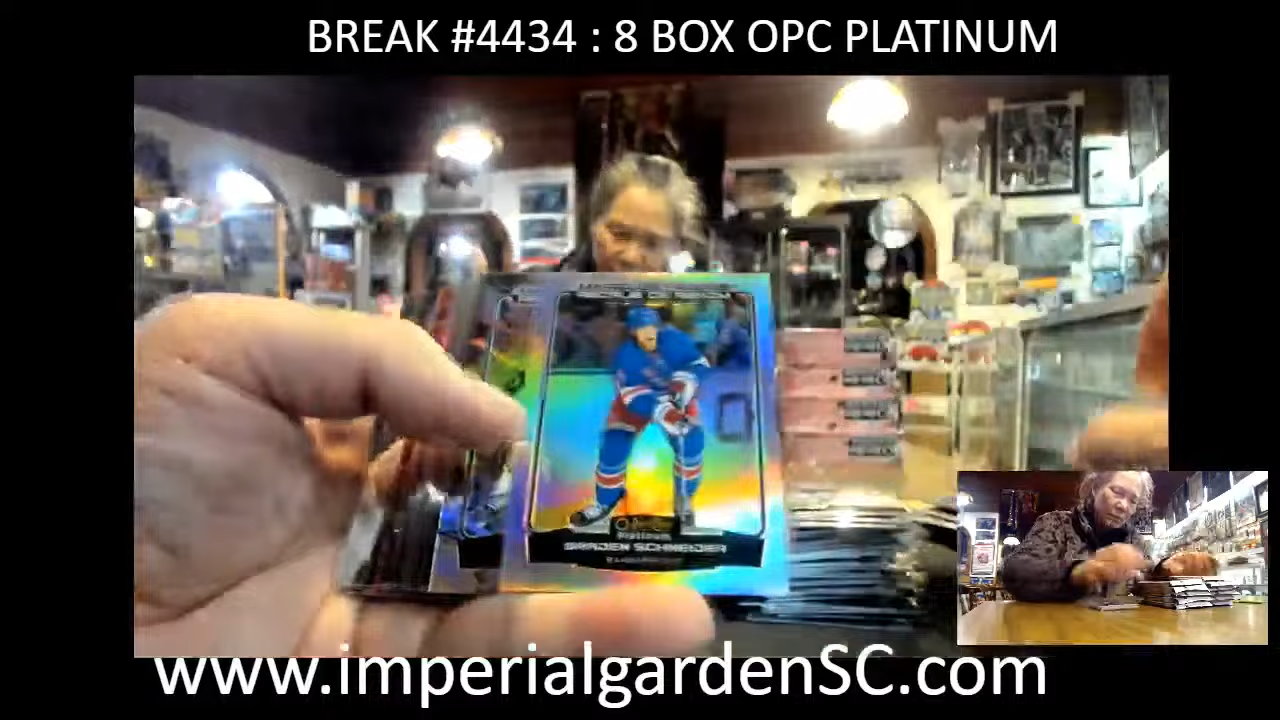 BREAK #4434 : 8 BOX OPC PLATINUM
Platinum
BRADEN SCHNEIDER
www.imperialgardenSC.com